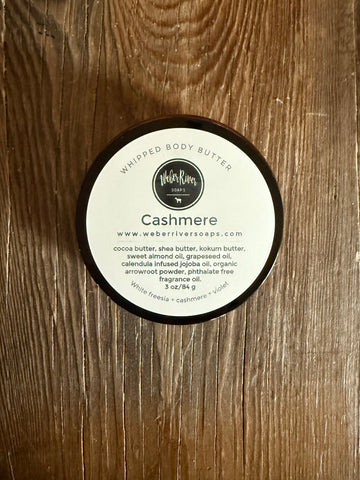 WHIPPED BODY BUTTER
Weber River
SOAPS
Cashmere
www.weberriversoaps.com
cocoa butter, shea butter, kokum butter,
sweet almond oil, grapeseed oil,
calendula infused jojoba oil, organic
arrowroot powder, phthalate free
fragrance oil.
3 oz/84 g
White freesia + cashmere + violet